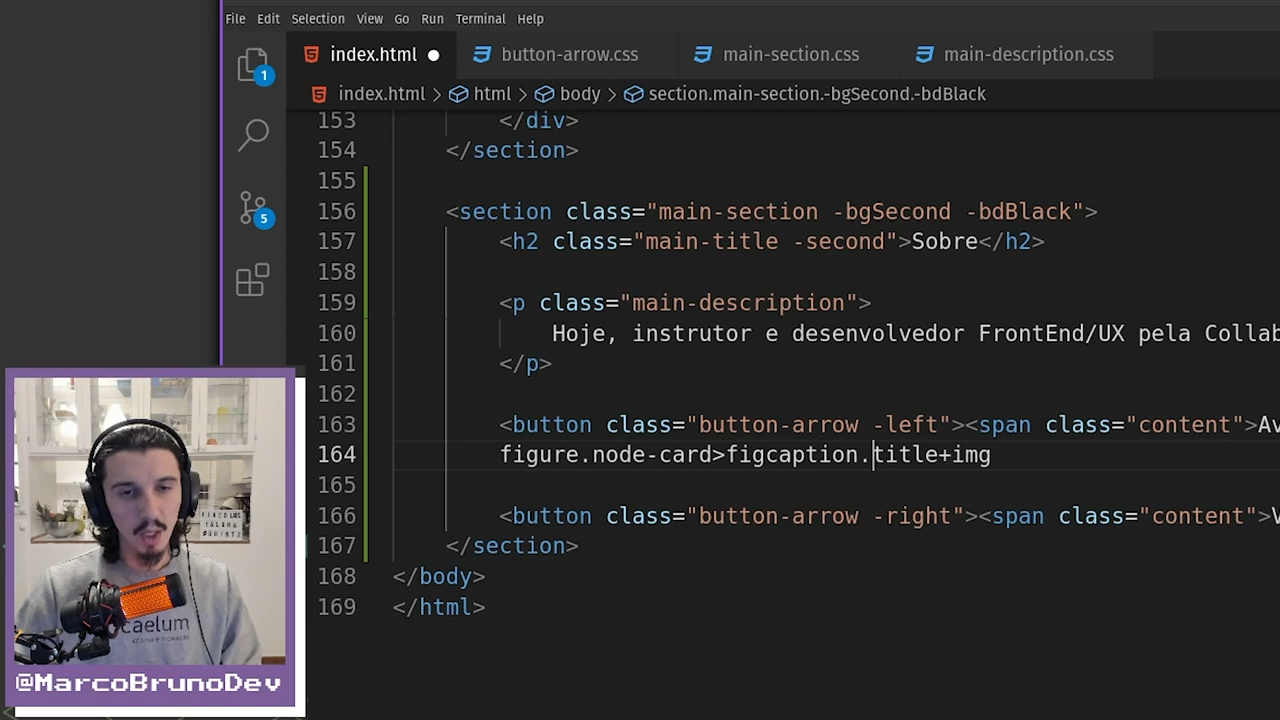 File Edit Selection View Go Run Terminal Help
index.html button-arrow.css main-section.css main-description.css
index.html > html > body > section.main-section.-bgSecond.-bdBlack
1
5
153 </div>
154 </section>
155
156 <section class="main-section -bgSecond -bdBlack">
157 <h2 class="main-title -second">Sobre</h2>
158
159 <p class="main-description">
160 Hoje, instrutor e desenvolvedor FrontEnd/UX pela Collab
161 </p>
162
163 <button class="button-arrow -left"><span class="content">Av
164 figure.node-card>figcaption.title+img
165
166 <button class="button-arrow -right"><span class="content">V
167 </section>
168 </body>
169 </html>
caelum
@MarcoBrunoDev